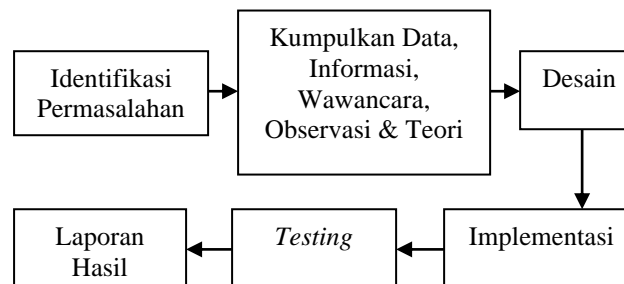 Identifikasi
Permasalahan
Kumpulkan Data,
Informasi,
Wawancara,
Observasi & Teori
Desain
Implementasi
Testing
Laporan
Hasil